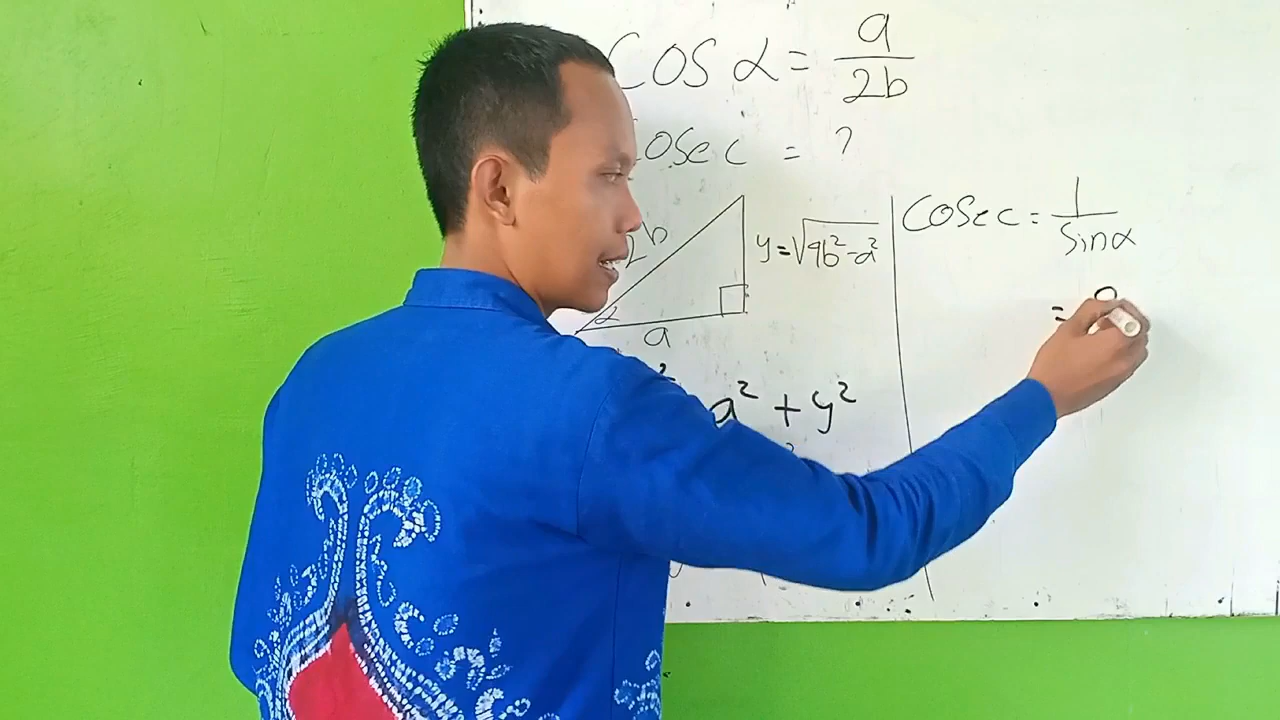 Cos α = a/2b
cosec = ?
2b
y = √4b²-a²
α
a
a² + y²
Cosec = 1/sin α
=